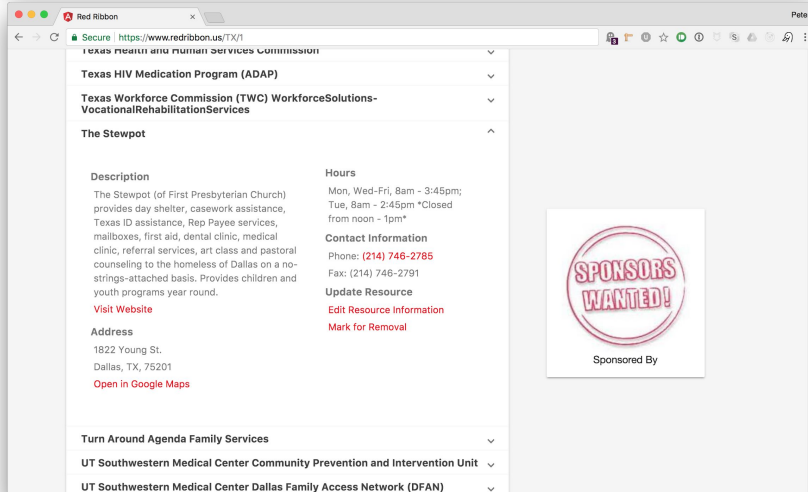 Red Ribbon
Pete
Secure | https://www.redribbon.us/TX/1
Texas Health and Human Services Commission
Texas HIV Medication Program (ADAP)
Texas Workforce Commission (TWC) WorkforceSolutions-
VocationalRehabilitationServices
The Stewpot
Description
The Stewpot (of First Presbyterian Church)
provides day shelter, casework assistance,
Texas ID assistance, Rep Payee services,
mailboxes, first aid, dental clinic, medical
clinic, referral services, art class and pastoral
counseling to the homeless of Dallas on a no-
strings-attached basis. Provides children and
youth programs year round.
Visit Website
Address
1822 Young St.
Dallas, TX, 75201
Open in Google Maps
Hours
Mon, Wed-Fri, 8am - 3:45pm;
Tue, 8am - 2:45pm *Closed
from noon - 1pm*
Contact Information
Phone: (214) 746-2785
Fax: (214) 746-2791
Update Resource
Edit Resource Information
Mark for Removal
SPONSORS
WANTED!
Sponsored By
Turn Around Agenda Family Services
UT Southwestern Medical Center Community Prevention and Intervention Unit
UT Southwestern Medical Center Dallas Family Access Network (DFAN)